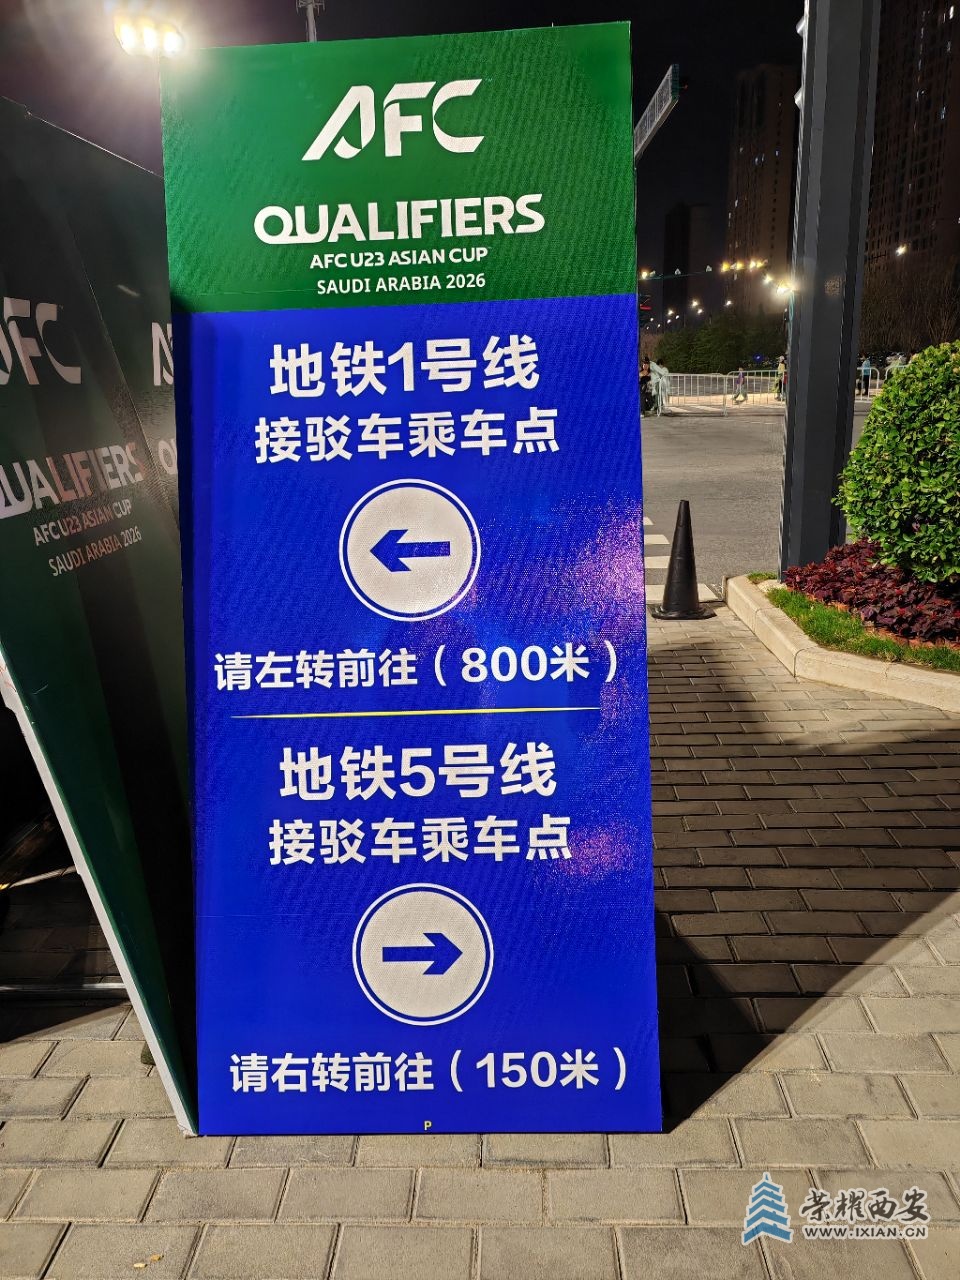 AFC
QUALIFIERS
AFC U23 ASIAN CUP
SAUDI ARABIA 2026
地铁1号线
接驳车乘车点
请左转前往（800米）
地铁5号线
接驳车乘车点
请右转前往（150米）
P
AFC
QUALIFIERS
AFC U23 ASIAN CUP
SAUDI ARABIA 2026
荣耀西安
WWW.IXIAN.CN